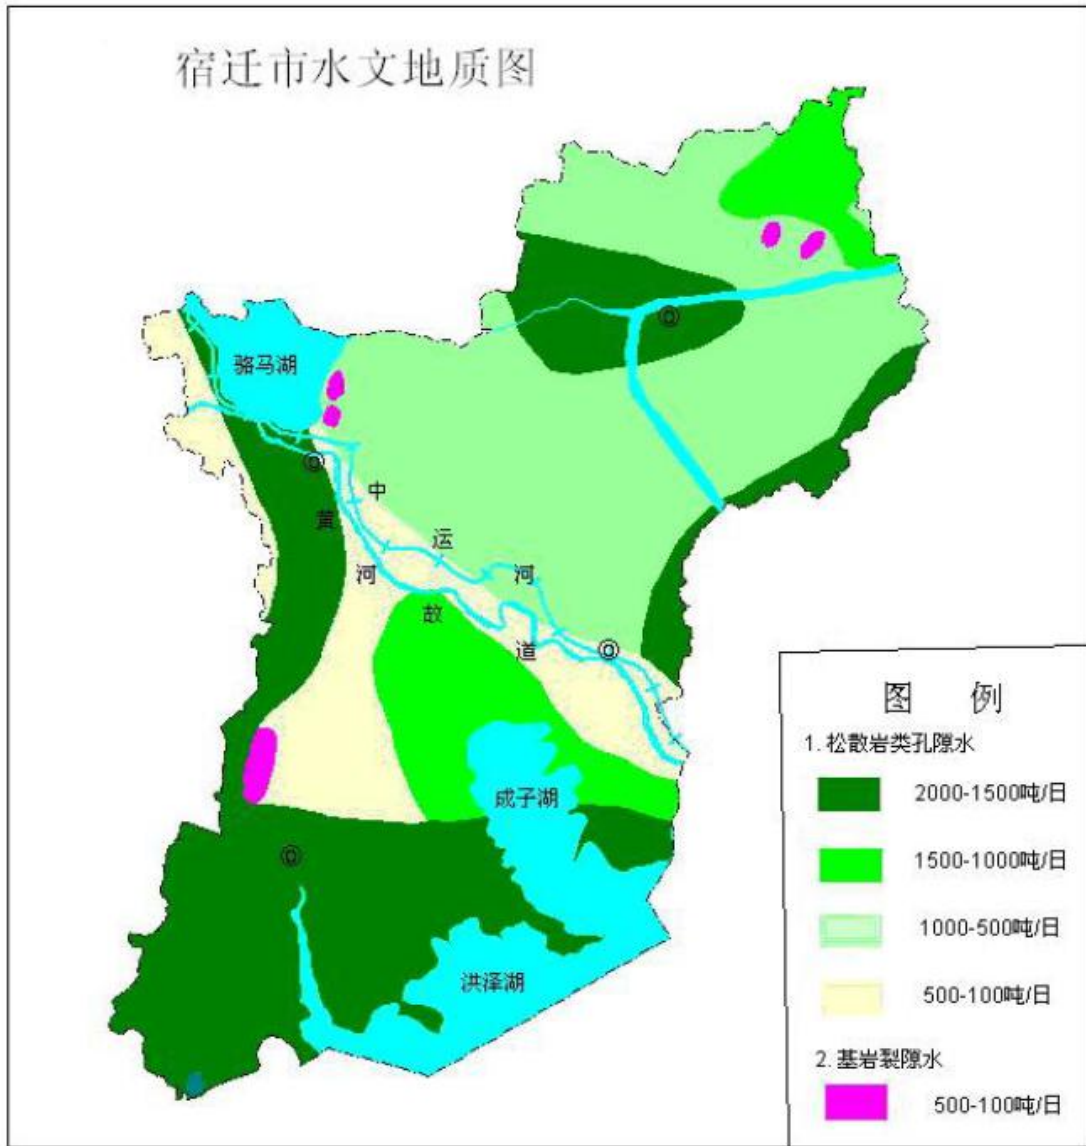 宿迁市水文地质图
骆马湖
中
运
河
黄
河
故
道
成子湖
洪泽湖
图 例
1. 松散岩类孔隙水
2000-1500吨/日
1500-1000吨/日
1000-500吨/日
500-100吨/日
2. 基岩裂隙水
500-100吨/日